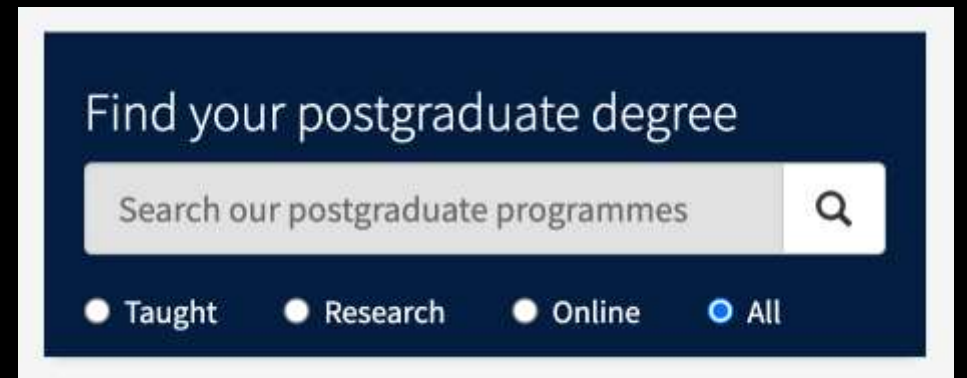 Find your postgraduate degree
Search our postgraduate programmes
Taught Research Online All